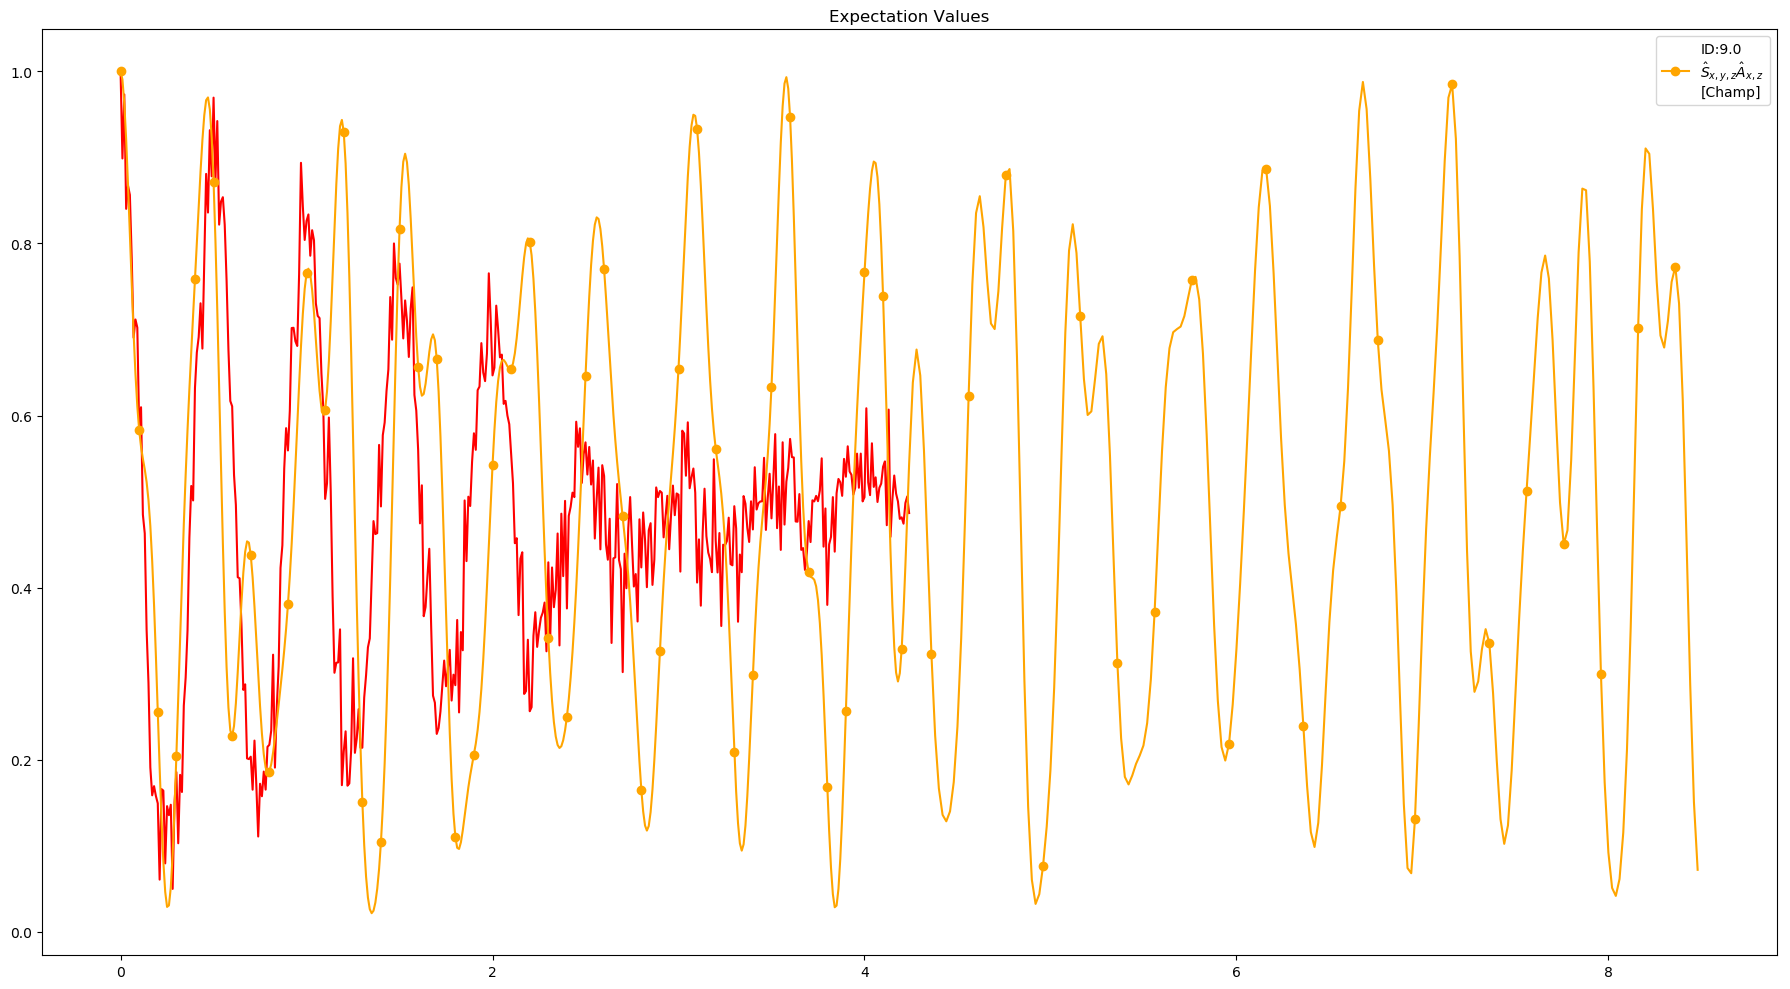 Expectation Values
ID:9.0
$\hat{S}_{x,y,z}\hat{A}_{x,z}$
[Champ]
1.0
0.8
0.6
0.4
0.2
0.0
0 2 4 6 8